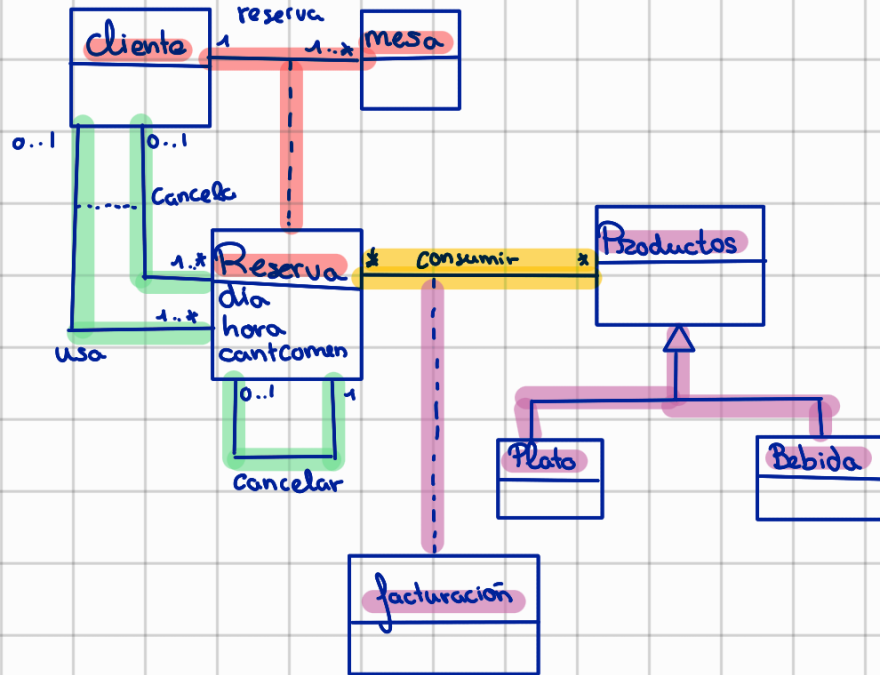 reserva
Cliente
1
1..*
mesa
0..1
0..1
Cancela
1..*
Reserva
* consumir *
Productos
dia
1..*
hora
usa
cantComen
0..1
1
Cancelar
Plato
Bebida
facturación